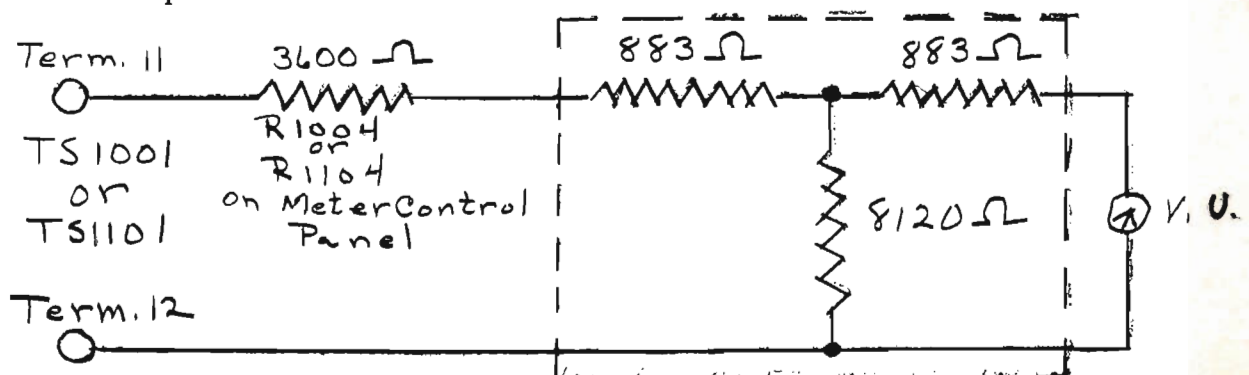 Term. 11
3600 Ω
883 Ω
883 Ω
R1004
or
R1104
on Meter Control
Panel
TS1001
or
TS1101
8120 Ω
V. U.
Term. 12